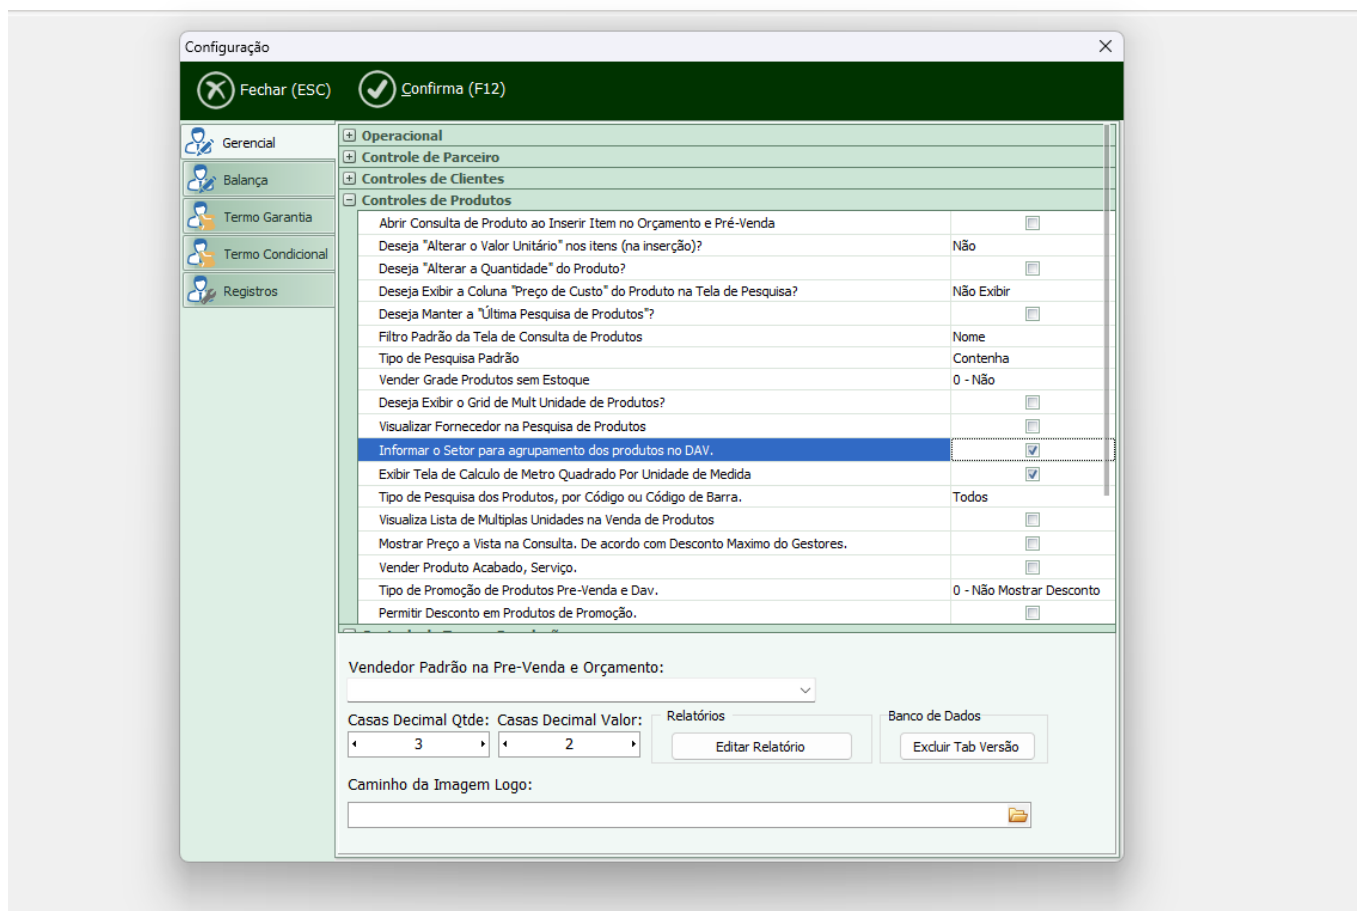 Configuração
Fechar (ESC)
Confirma (F12)
Gerencial
Balança
Termo Garantia
Termo Condicional
Registros
Operacional
Controle de Parceiro
Controles de Clientes
Controles de Produtos
Abrir Consulta de Produto ao Inserir Item no Orçamento e Pré-Venda
Deseja "Alterar o Valor Unitário" nos itens (na inserção)? Não
Deseja "Alterar a Quantidade" do Produto?
Deseja Exibir a Coluna "Preço de Custo" do Produto na Tela de Pesquisa? Não Exibir
Deseja Manter a "Última Pesquisa de Produtos"?
Filtro Padrão da Tela de Consulta de Produtos Nome
Tipo de Pesquisa Padrão Contenha
Vender Grade Produtos sem Estoque 0 - Não
Deseja Exibir o Grid de Mult Unidade de Produtos?
Visualizar Fornecedor na Pesquisa de Produtos
Informar o Setor para agrupamento dos produtos no DAV.
Exibir Tela de Calculo de Metro Quadrado Por Unidade de Medida
Tipo de Pesquisa dos Produtos, por Código ou Código de Barra. Todos
Visualiza Lista de Multiplas Unidades na Venda de Produtos
Mostrar Preço a Vista na Consulta. De acordo com Desconto Maximo do Gestores.
Vender Produto Acabado, Serviço.
Tipo de Promoção de Produtos Pre-Venda e Dav. 0 - Não Mostrar Desconto
Permitir Desconto em Produtos de Promoção.
Vendedor Padrão na Pre-Venda e Orçamento:
Casas Decimal Qtde: Casas Decimal Valor: Relatórios Banco de Dados
3 2 Editar Relatório Excluir Tab Versão
Caminho da Imagem Logo: